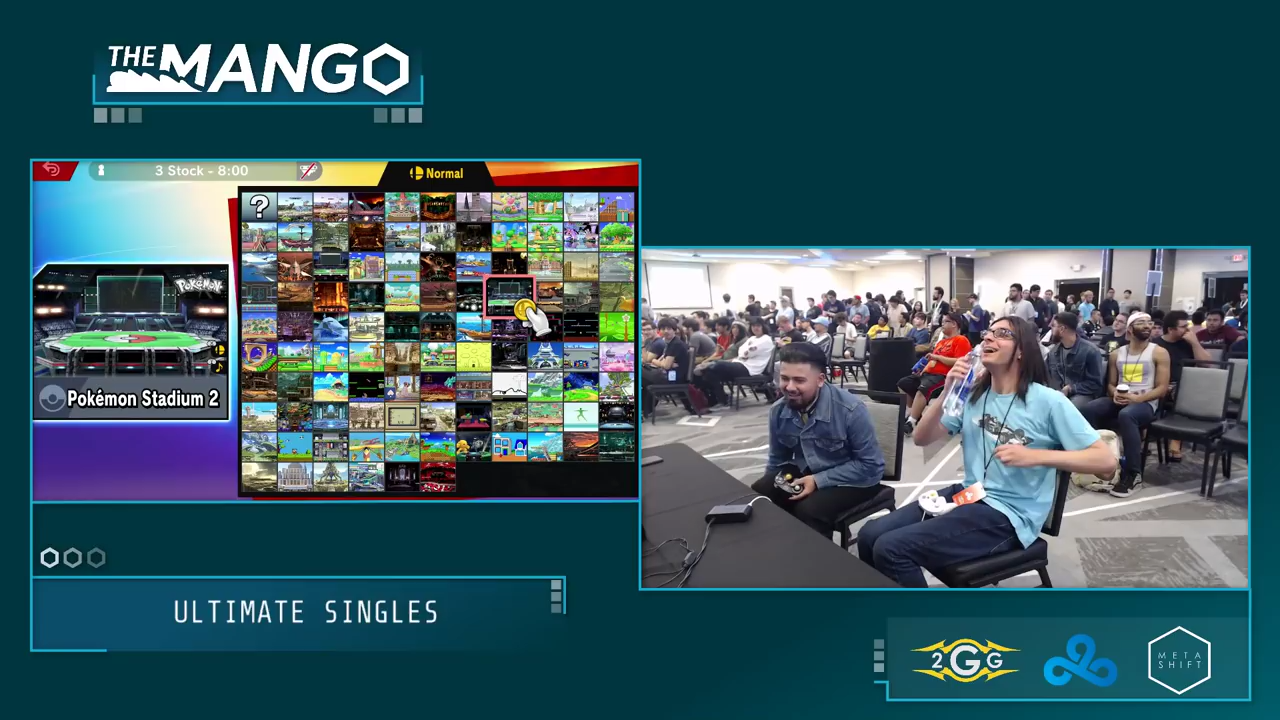 THE MANGO
3 Stock - 8:00
Normal
?
POKéMON
Pokémon Stadium 2
ULTIMATE SINGLES
2GG
META
SHIFT